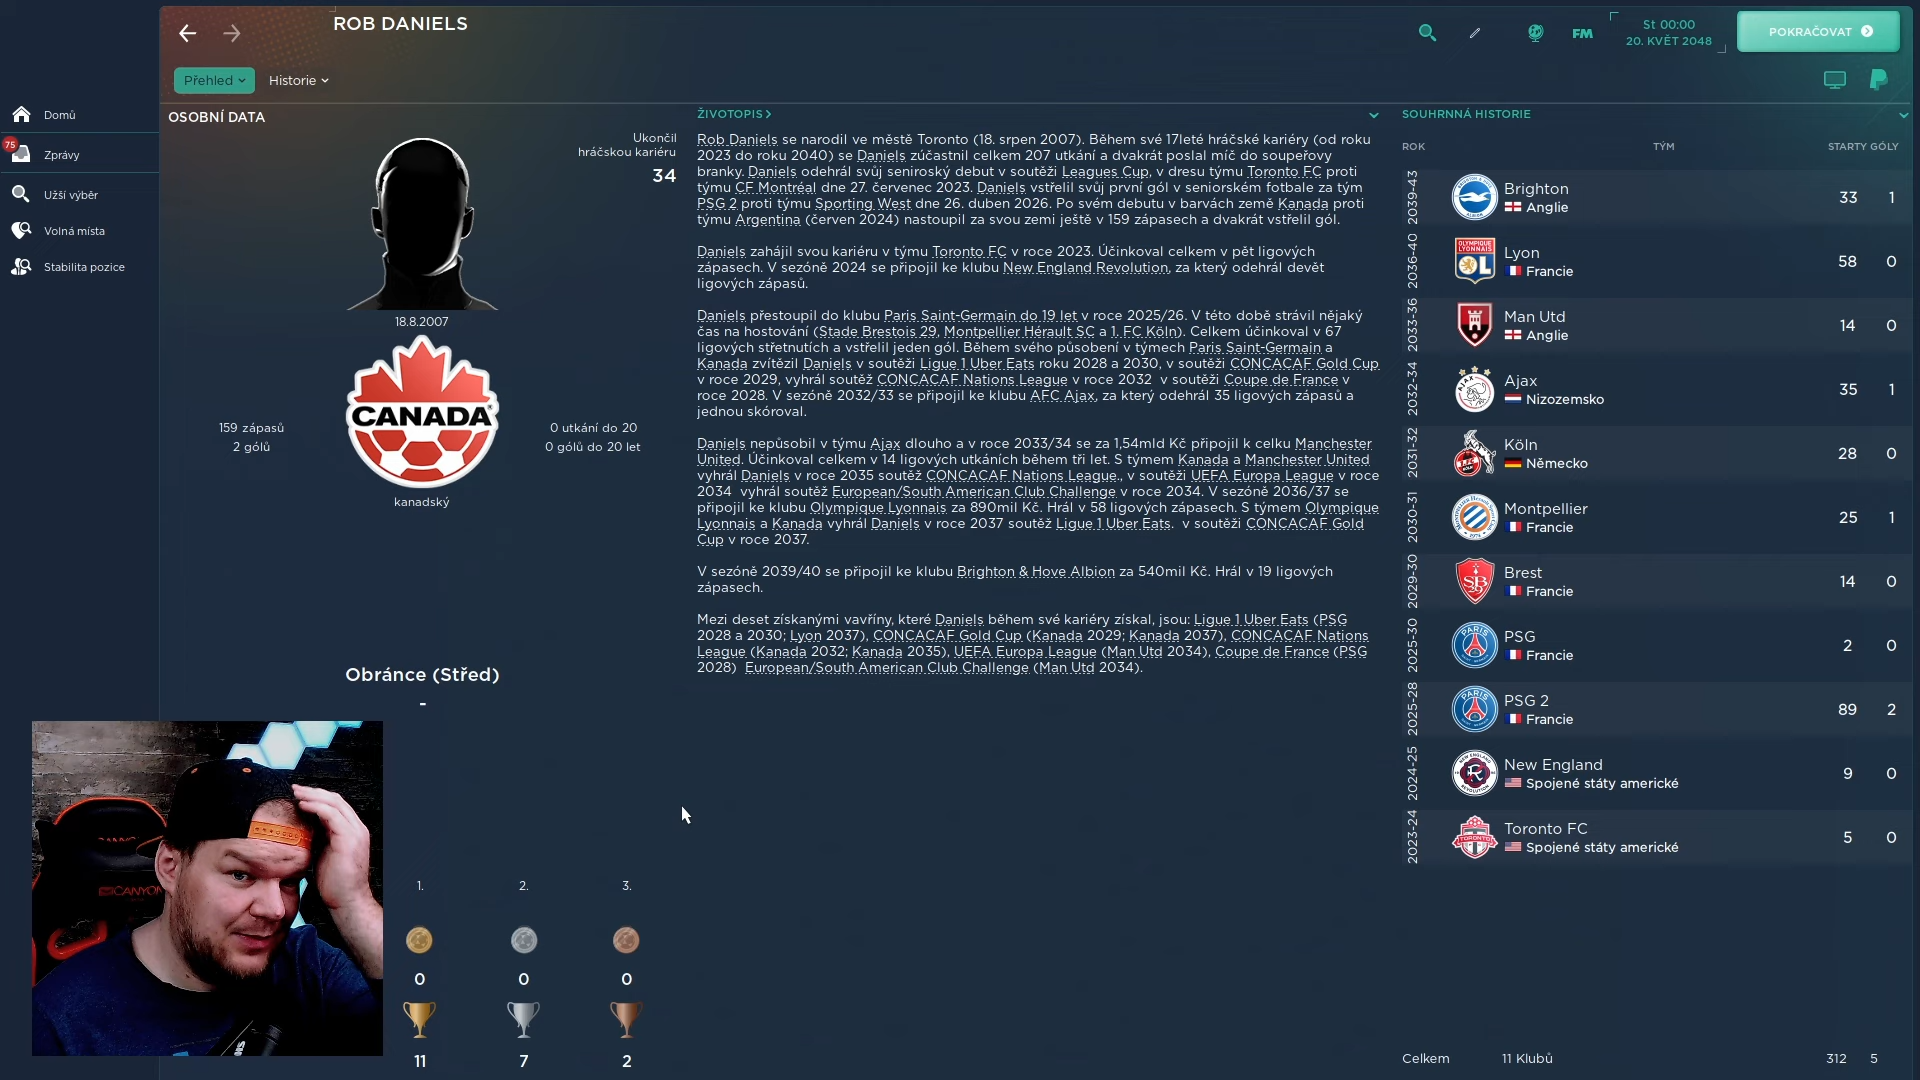 ROB DANIELS
FM
St 00:00
20. KVĚT 2048
POKRAČOVAT
Přehled
Historie
Domů
75
Zprávy
Užší výběr
Volná místa
Stabilita pozice
OSOBNÍ DATA
Ukončil
hráčskou kariéru
34
18.8.2007
CANADA
159 zápasů
2 gólů
0 utkání do 20
0 gólů do 20 let
kanadský
Obránce (Střed)
-
1. 2. 3.
0 0 0
11 7 2
CANYON
ŽIVOTOPIS
Rob Daniels se narodil ve městě Toronto (18. srpen 2007). Během své 17leté hráčské kariéry (od roku
2023 do roku 2040) se Daniels zúčastnil celkem 207 utkání a dvakrát poslal míč do soupeřovy
branky. Daniels odehrál svůj seniroský debut v soutěži Leagues Cup, v dresu týmu Toronto FC proti
týmu CF Montréal dne 27. červenec 2023. Daniels vstřelil svůj první gól v seniorském fotbale za tým
PSG 2 proti týmu Sporting West dne 26. duben 2026. Po svém debutu v barvách země Kanada proti
týmu Argentina (červen 2024) nastoupil za svou zemi ještě v 159 zápasech a dvakrát vstřelil gól.
Daniels zahájil svou kariéru v týmu Toronto FC v roce 2023. Účinkoval celkem v pět ligových
zápasech. V sezóně 2024 se připojil ke klubu New England Revolution, za který odehrál devět
ligových zápasů.
Daniels přestoupil do klubu Paris Saint-Germain do 19 let v roce 2025/26. V této době strávil nějaký
čas na hostování (Stade Brestois 29, Montpellier Hérault SC a 1. FC Köln). Celkem účinkoval v 67
ligových střetnutích a vstřelil jeden gól. Během svého působení v týmech Paris Saint-Germain a
Kanada zvítězil Daniels v soutěži Ligue 1 Uber Eats roku 2028 a 2030, v soutěži CONCACAF Gold Cup
v roce 2029, vyhrál soutěž CONCACAF Nations League v roce 2032  v soutěži Coupe de France v
roce 2028. V sezóně 2032/33 se připojil ke klubu AFC Ajax, za který odehrál 35 ligových zápasů a
jednou skóroval.
Daniels nepůsobil v týmu Ajax dlouho a v roce 2033/34 se za 1,54mld Kč připojil k celku Manchester
United. Účinkoval celkem v 14 ligových utkáních během tří let. S týmem Kanada a Manchester United
vyhrál Daniels v roce 2035 soutěž CONCACAF Nations League., v soutěži UEFA Europa League v roce
2034  vyhrál soutěž European/South American Club Challenge v roce 2034. V sezóně 2036/37 se
připojil ke klubu Olympique Lyonnais za 890mil Kč. Hrál v 58 ligových zápasech. S týmem Olympique
Lyonnais a Kanada vyhrál Daniels v roce 2037 soutěž Ligue 1 Uber Eats.  v soutěži CONCACAF Gold
Cup v roce 2037.
V sezóně 2039/40 se připojil ke klubu Brighton & Hove Albion za 540mil Kč. Hrál v 19 ligových
zápasech.
Mezi deset získanými vavříny, které Daniels během své kariéry získal, jsou: Ligue 1 Uber Eats (PSG
2028 a 2030; Lyon 2037), CONCACAF Gold Cup (Kanada 2029; Kanada 2037), CONCACAF Nations
League (Kanada 2032; Kanada 2035), UEFA Europa League (Man Utd 2034), Coupe de France (PSG
2028)  European/South American Club Challenge (Man Utd 2034).
SOUHRNNÁ HISTORIE
ROK TÝM STARTY GÓLY
2039-43 Brighton 33 1
Anglie
2036-40 Lyon 58 0
Francie
2033-36 Man Utd 14 0
Anglie
2032-34 Ajax 35 1
Nizozemsko
2031-32 Köln 28 0
Německo
2030-31 Montpellier 25 1
Francie
2029-30 Brest 14 0
Francie
2025-30 PSG 2 0
Francie
2025-28 PSG 2 89 2
Francie
2024-25 New England 9 0
Spojené státy americké
2023-24 Toronto FC 5 0
Spojené státy americké
Celkem 11 Klubů 312 5